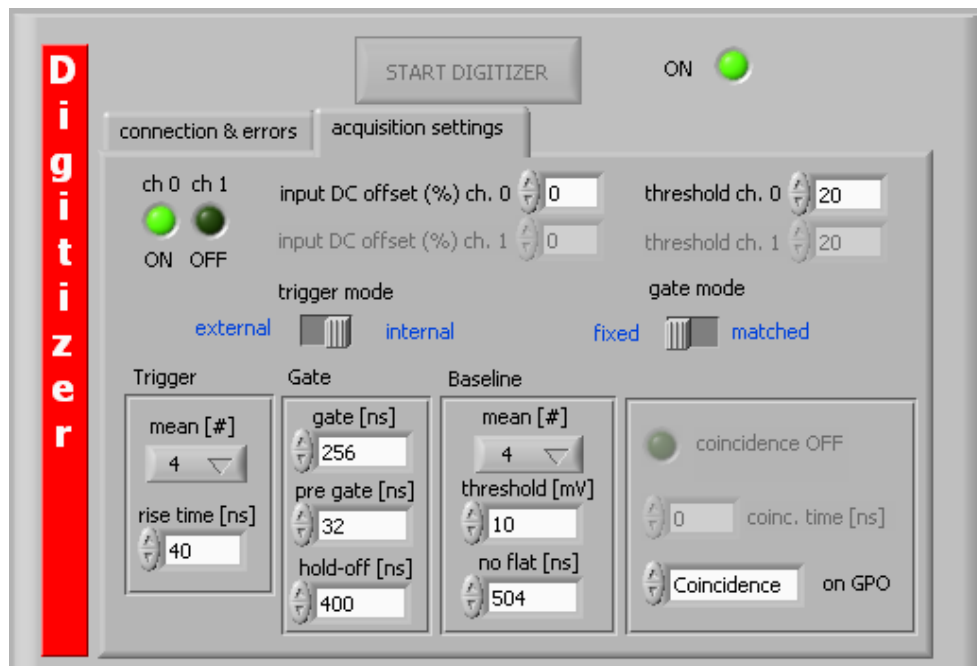 Digitizer
START DIGITIZER
ON
connection & errors
acquisition settings
ch 0 ch 1
ON OFF
input DC offset (%) ch. 0 0
threshold ch. 0 20
input DC offset (%) ch. 1 0
threshold ch. 1 20
trigger mode
external internal
gate mode
fixed matched
Trigger
mean [#]
4
rise time [ns]
40
Gate
gate [ns]
256
pre gate [ns]
32
hold-off [ns]
400
Baseline
mean [#]
4
threshold [mV]
10
no flat [ns]
504
coincidence OFF
0 coinc. time [ns]
Coincidence on GPO